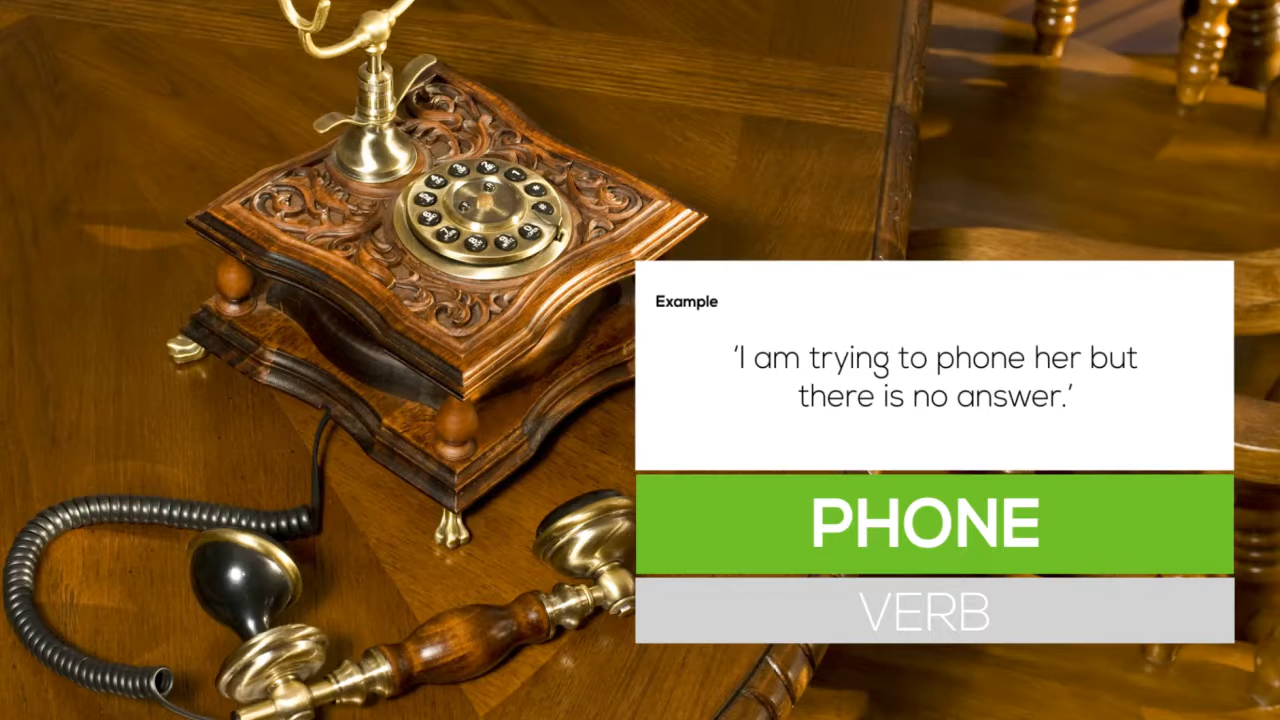 Example
‘I am trying to phone her but
there is no answer.’
PHONE
VERB